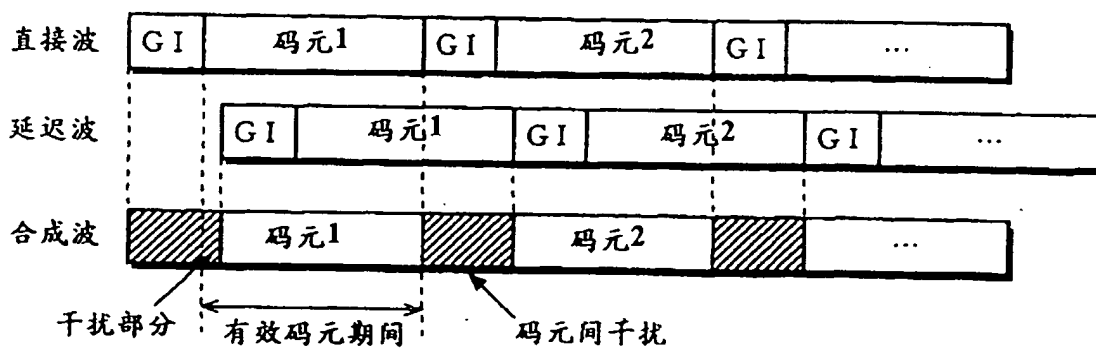 直接波 GI 码元1 GI 码元2 GI …
延迟波 GI 码元1 GI 码元2 GI …
合成波 码元1 码元2 …
干扰部分 有效码元期间 码元间干扰